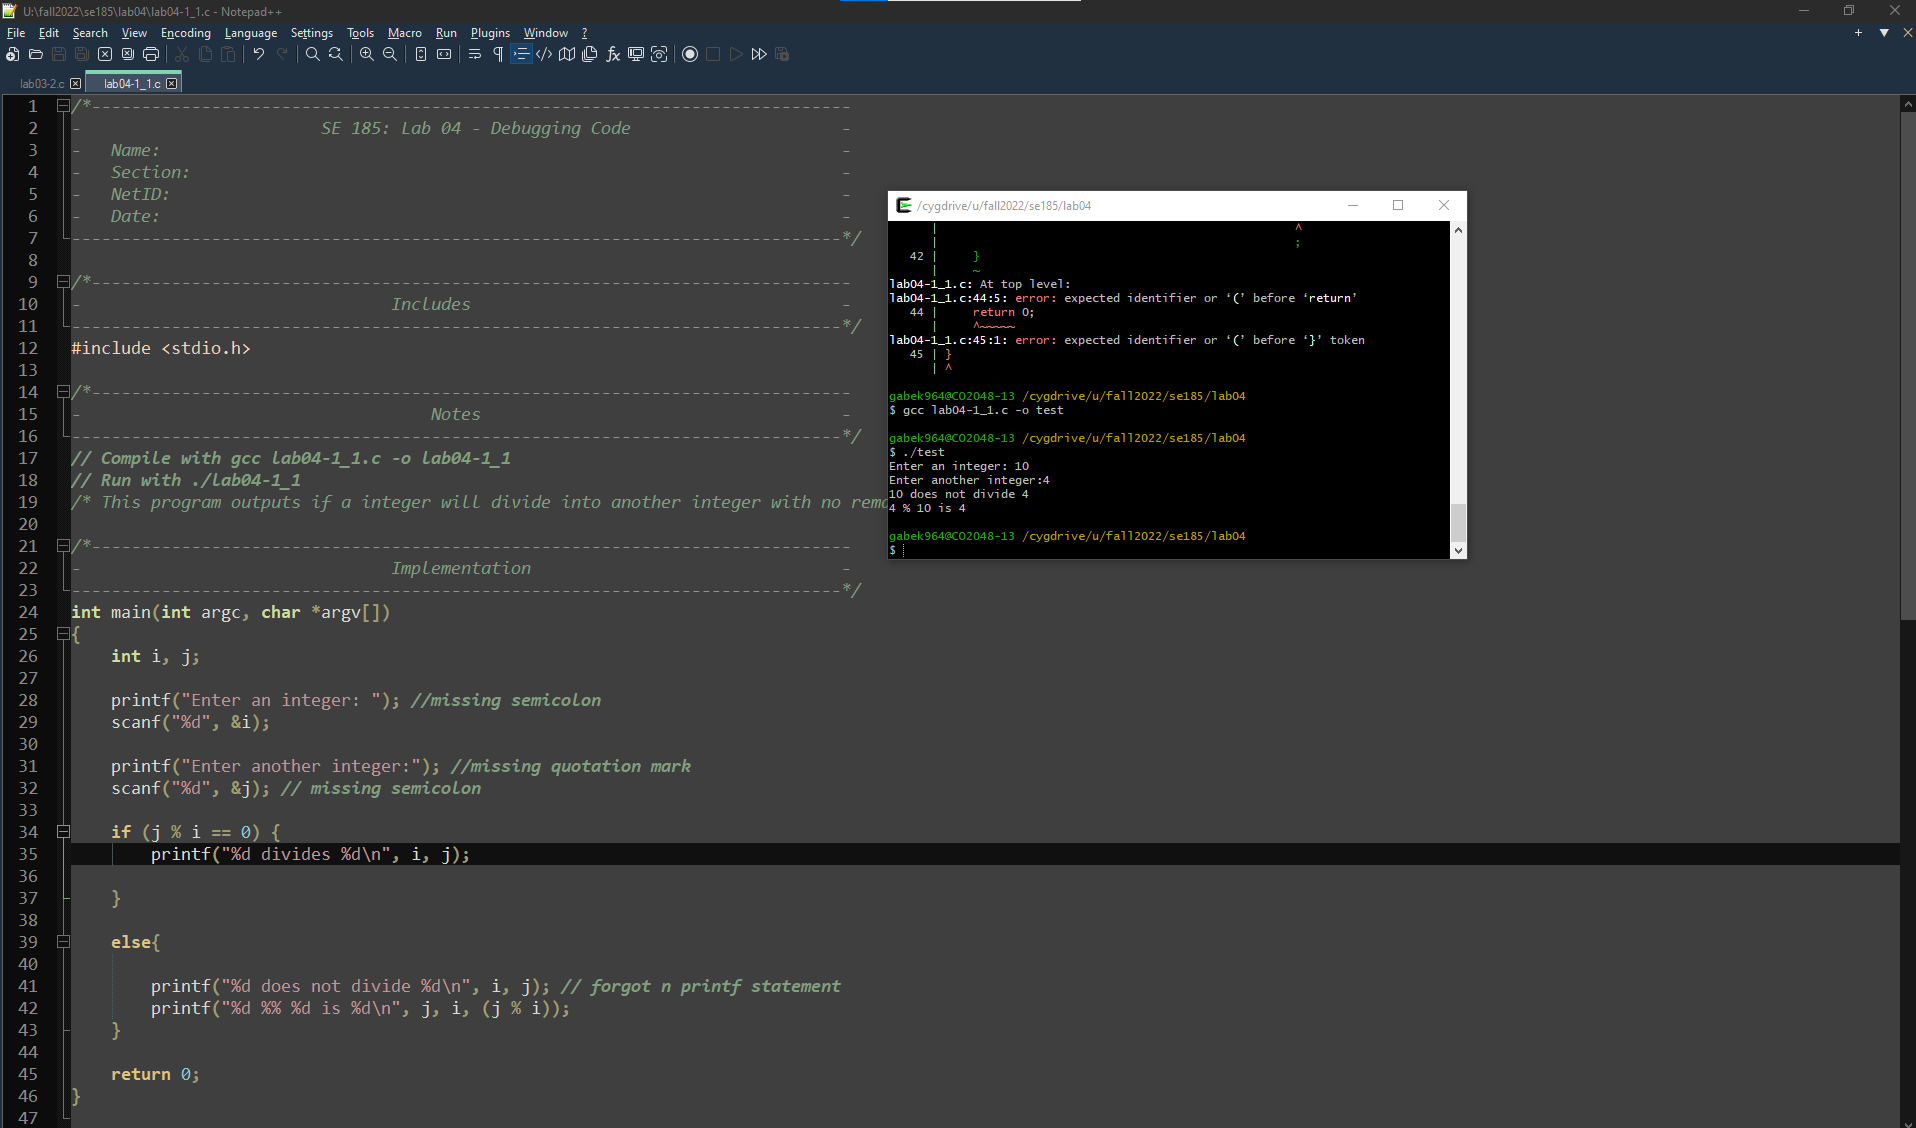 U:\fall2022\se185\lab04\lab04-1_1.c - Notepad++
File Edit Search View Encoding Language Settings Tools Macro Run Plugins Window ?
lab03-2.c lab04-1_1.c
1 /*----------------------------------------------------------------------------
2 - SE 185: Lab 04 - Debugging Code -
3 - Name: -
4 - Section: -
5 - NetID: -
6 - Date: -
7 -----------------------------------------------------------------------------*/
8
9 /*----------------------------------------------------------------------------
10 - Includes -
11 -----------------------------------------------------------------------------*/
12 #include <stdio.h>
13
14 /*----------------------------------------------------------------------------
15 - Notes -
16 -----------------------------------------------------------------------------*/
17 // Compile with gcc lab04-1_1.c -o lab04-1_1
18 // Run with ./lab04-1_1
19 /* This program outputs if a integer will divide into another integer with no rema
20
21 /*----------------------------------------------------------------------------
22 - Implementation -
23 -----------------------------------------------------------------------------*/
24 int main(int argc, char *argv[])
25 {
26 int i, j;
27
28 printf("Enter an integer: "); //missing semicolon
29 scanf("%d", &i);
30
31 printf("Enter another integer:"); //missing quotation mark
32 scanf("%d", &j); // missing semicolon
33
34 if (j % i == 0) {
35 printf("%d divides %d\n", i, j);
36
37 }
38
39 else{
40
41 printf("%d does not divide %d\n", i, j); // forgot n printf statement
42 printf("%d %% %d is %d\n", j, i, (j % i));
43 }
44
45 return 0;
46 }
47
/cygdrive/u/fall2022/se185/lab04
| ^
| ;
42 | }
| ~
lab04-1_1.c: At top level:
lab04-1_1.c:44:5: error: expected identifier or ‘(’ before ‘return’
44 | return 0;
| ^~~~~~
lab04-1_1.c:45:1: error: expected identifier or ‘(’ before ‘}’ token
45 | }
| ^
gabek964@CO2048-13 /cygdrive/u/fall2022/se185/lab04
$ gcc lab04-1_1.c -o test
gabek964@CO2048-13 /cygdrive/u/fall2022/se185/lab04
$ ./test
Enter an integer: 10
Enter another integer:4
10 does not divide 4
4 % 10 is 4
gabek964@CO2048-13 /cygdrive/u/fall2022/se185/lab04
$